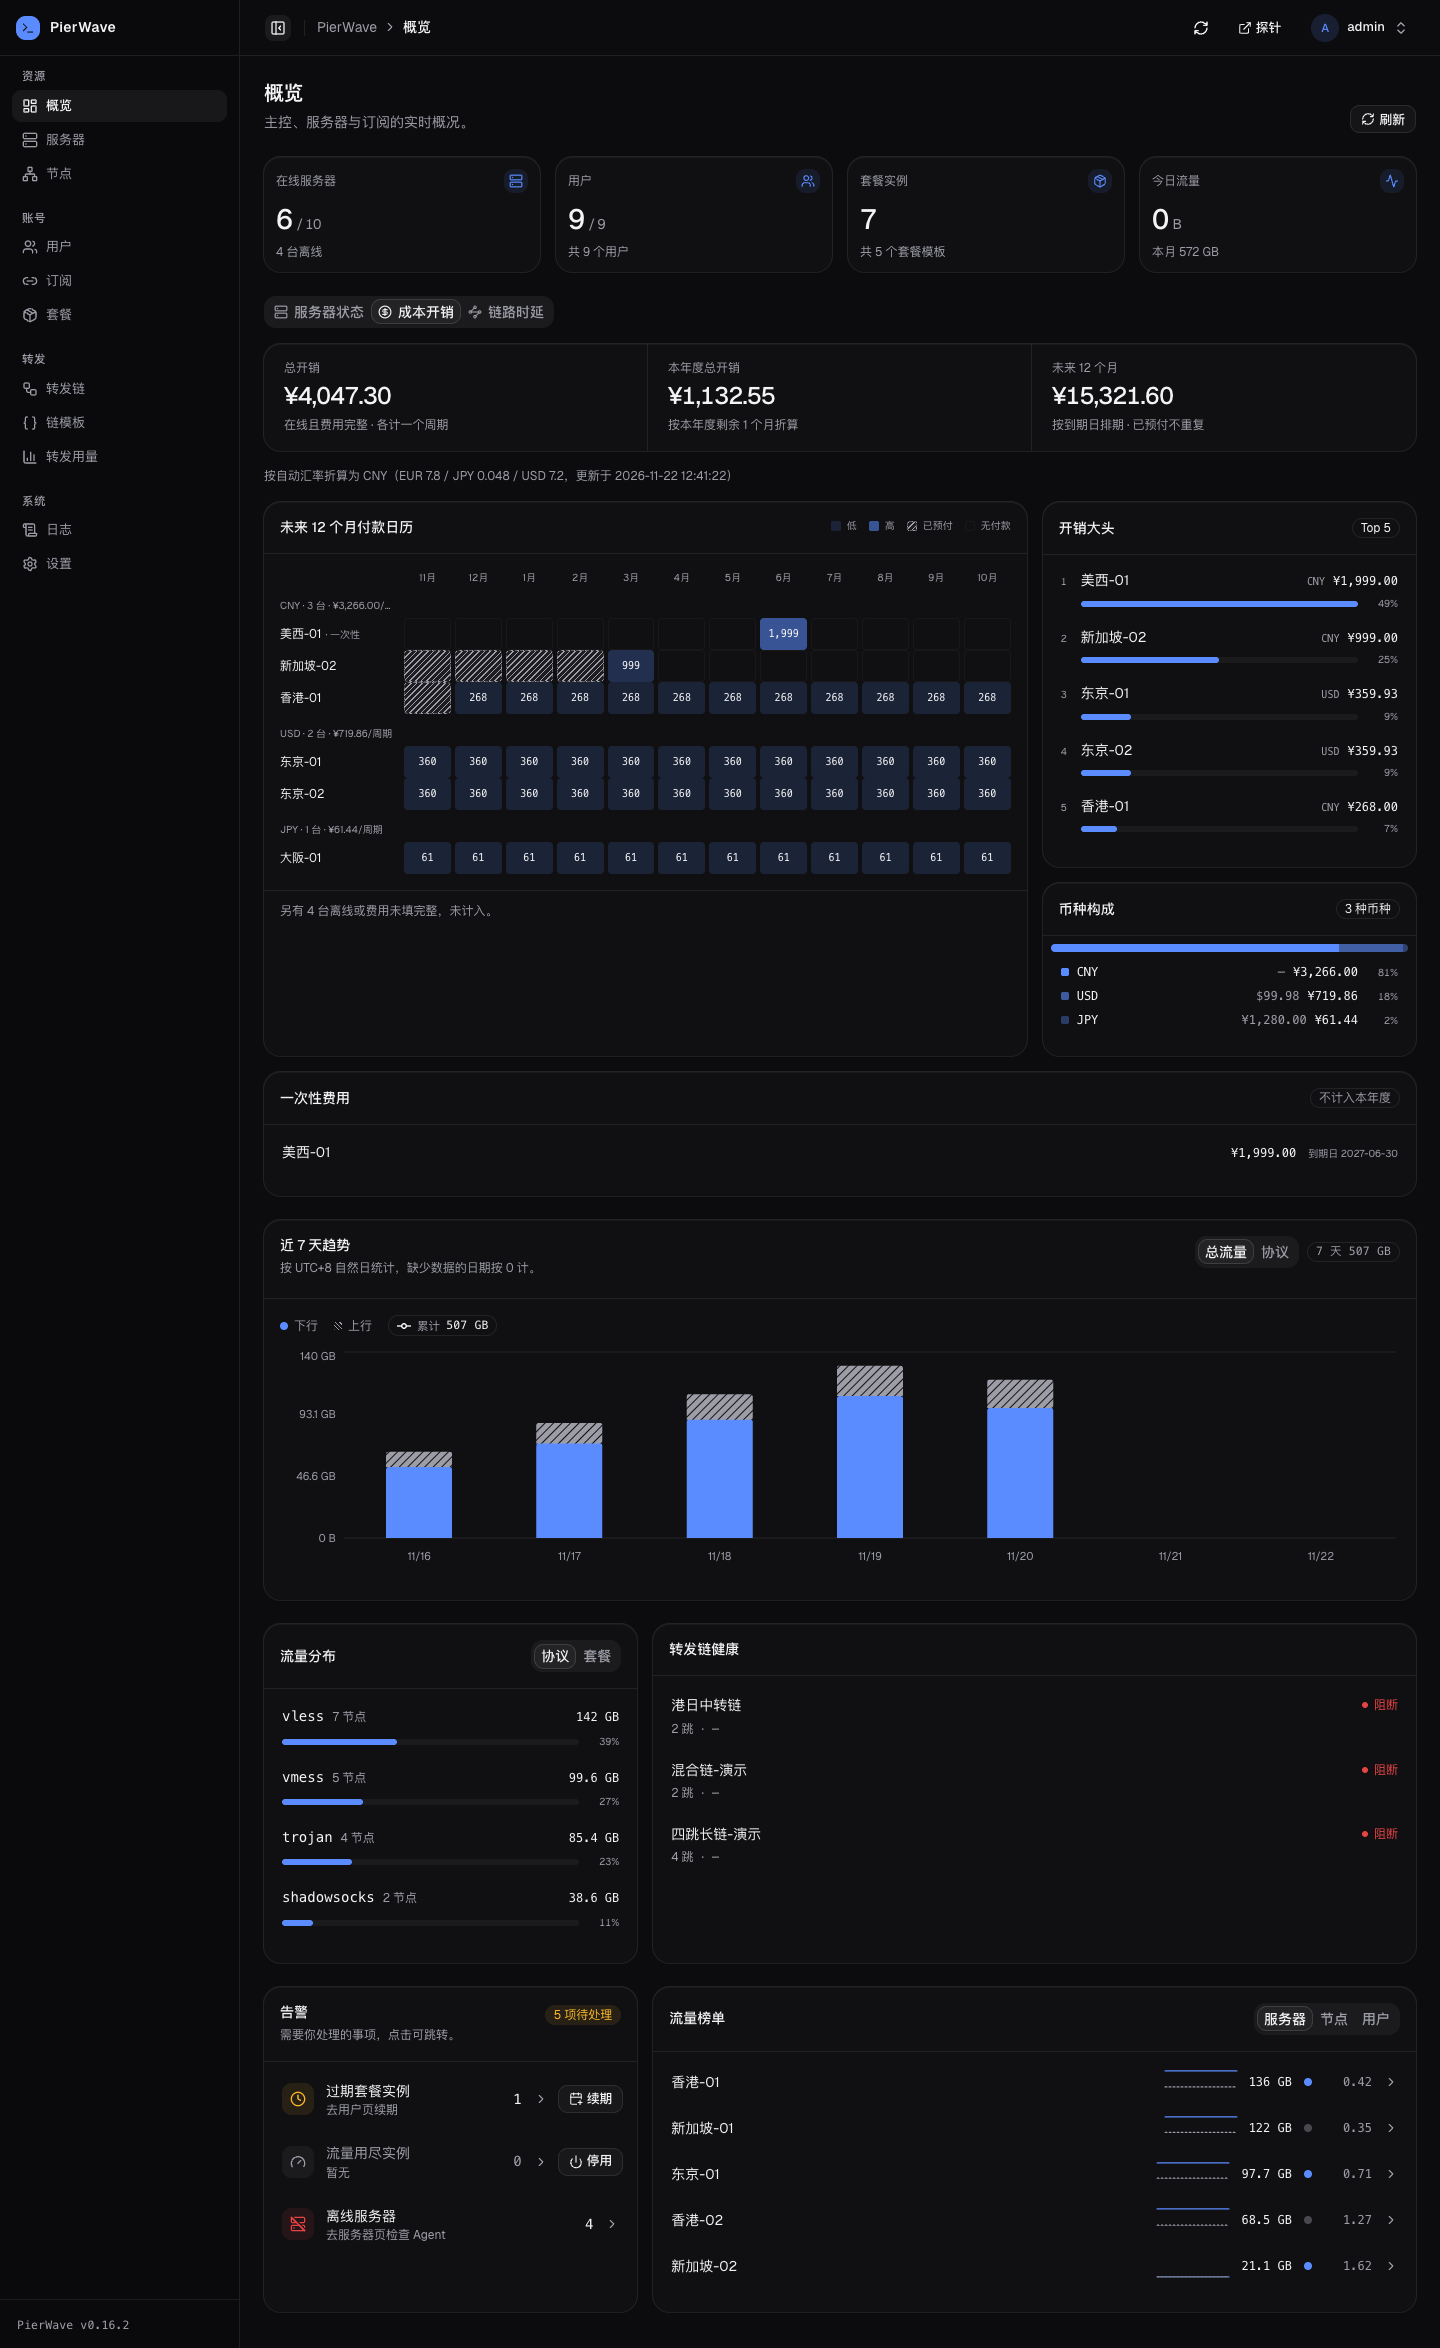 PierWave
PierWave > 概览
探针
A admin
资源
概览
服务器
节点
账号
用户
订阅
套餐
转发
转发链
链模板
转发用量
系统
日志
设置
PierWave v0.16.2
概览
主控、服务器与订阅的实时概况。
刷新
在线服务器
6 / 10
4 台离线
用户
9 / 9
共 9 个用户
套餐实例
7
共 5 个套餐模板
今日流量
0 B
本月 572 GB
服务器状态 成本开销 链路时延
总开销
¥4,047.30
在线且费用完整 · 各计一个周期
本年度总开销
¥1,132.55
按本年度剩余 1 个月折算
未来 12 个月
¥15,321.60
按到期日排期 · 已预付不重复
按自动汇率折算为 CNY（EUR 7.8 / JPY 0.048 / USD 7.2，更新于 2026-11-22 12:41:22）
未来 12 个月付款日历
低 高 已预付 无付款
11月 12月 1月 2月 3月 4月 5月 6月 7月 8月 9月 10月
CNY · 3 台 · ¥3,266.00/...
美西-01 · 一次性 1,999
新加坡-02 999
香港-01 268 268 268 268 268 268 268 268 268 268 268
USD · 2 台 · ¥719.86/周期
东京-01 360 360 360 360 360 360 360 360 360 360 360 360
东京-02 360 360 360 360 360 360 360 360 360 360 360 360
JPY · 1 台 · ¥61.44/周期
大阪-01 61 61 61 61 61 61 61 61 61 61 61 61
另有 4 台离线或费用未填完整，未计入。
开销大头 Top 5
1 美西-01 CNY ¥1,999.00
49%
2 新加坡-02 CNY ¥999.00
25%
3 东京-01 USD ¥359.93
9%
4 东京-02 USD ¥359.93
9%
5 香港-01 CNY ¥268.00
7%
币种构成 3 种币种
CNY — ¥3,266.00 81%
USD $99.98 ¥719.86 18%
JPY ¥1,280.00 ¥61.44 2%
一次性费用 不计入本年度
美西-01 ¥1,999.00 到期日 2027-06-30
近 7 天趋势
按 UTC+8 自然日统计，缺少数据的日期按 0 计。
总流量 协议 7 天 507 GB
下行 上行 累计 507 GB
140 GB
93.1 GB
46.6 GB
0 B
11/16 11/17 11/18 11/19 11/20 11/21 11/22
流量分布 协议 套餐
vless 7 节点 142 GB
39%
vmess 5 节点 99.6 GB
27%
trojan 4 节点 85.4 GB
23%
shadowsocks 2 节点 38.6 GB
11%
转发链健康
港日中转链 阻断
2 跳 · —
混合链-演示 阻断
2 跳 · —
四跳长链-演示 阻断
4 跳 · —
告警
需要你处理的事项，点击可跳转。
5 项待处理
过期套餐实例
去用户页续期
1 续期
流量用尽实例
暂无
0 停用
离线服务器
去服务器页检查 Agent
4
流量榜单 服务器 节点 用户
香港-01 136 GB 0.42
新加坡-01 122 GB 0.35
东京-01 97.7 GB 0.71
香港-02 68.5 GB 1.27
新加坡-02 21.1 GB 1.62